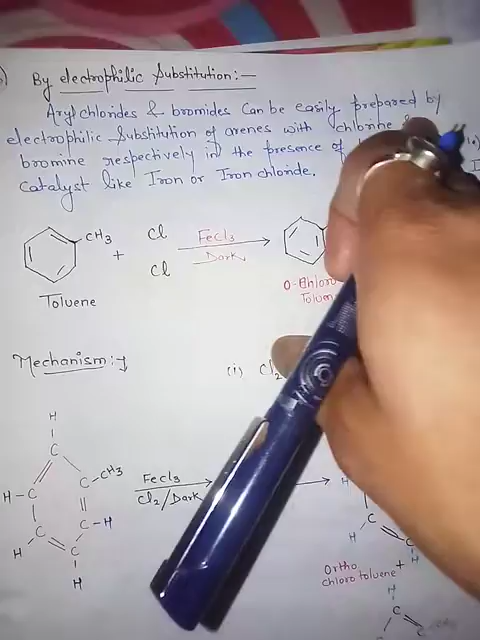 By electrophilic Substitution:-
Aryl chlorides & bromides can be easily prepared by
electrophilic Substitution of arenes with chlorine &
bromine respectively in the presence of
catalyst like Iron or Iron chloride.
CH3 + Cl Cl FeCl3 Dark
Toluene
O-Chloro
Toluen
Mechanism:-
(i) Cl2
H
C
C-CH3
H-C
C-H
C
C
H
H
FeCl3
Cl2/Dark
H
C
C
H
Ortho
chloro toluene +
H
C